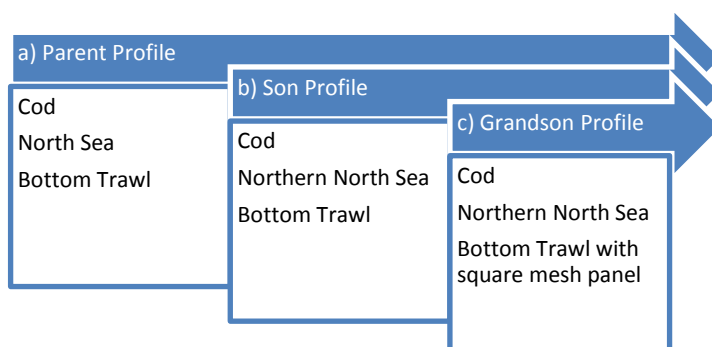 a) Parent Profile
Cod
North Sea
Bottom Trawl
b) Son Profile
Cod
Northern North Sea
Bottom Trawl
c) Grandson Profile
Cod
Northern North Sea
Bottom Trawl with
square mesh panel